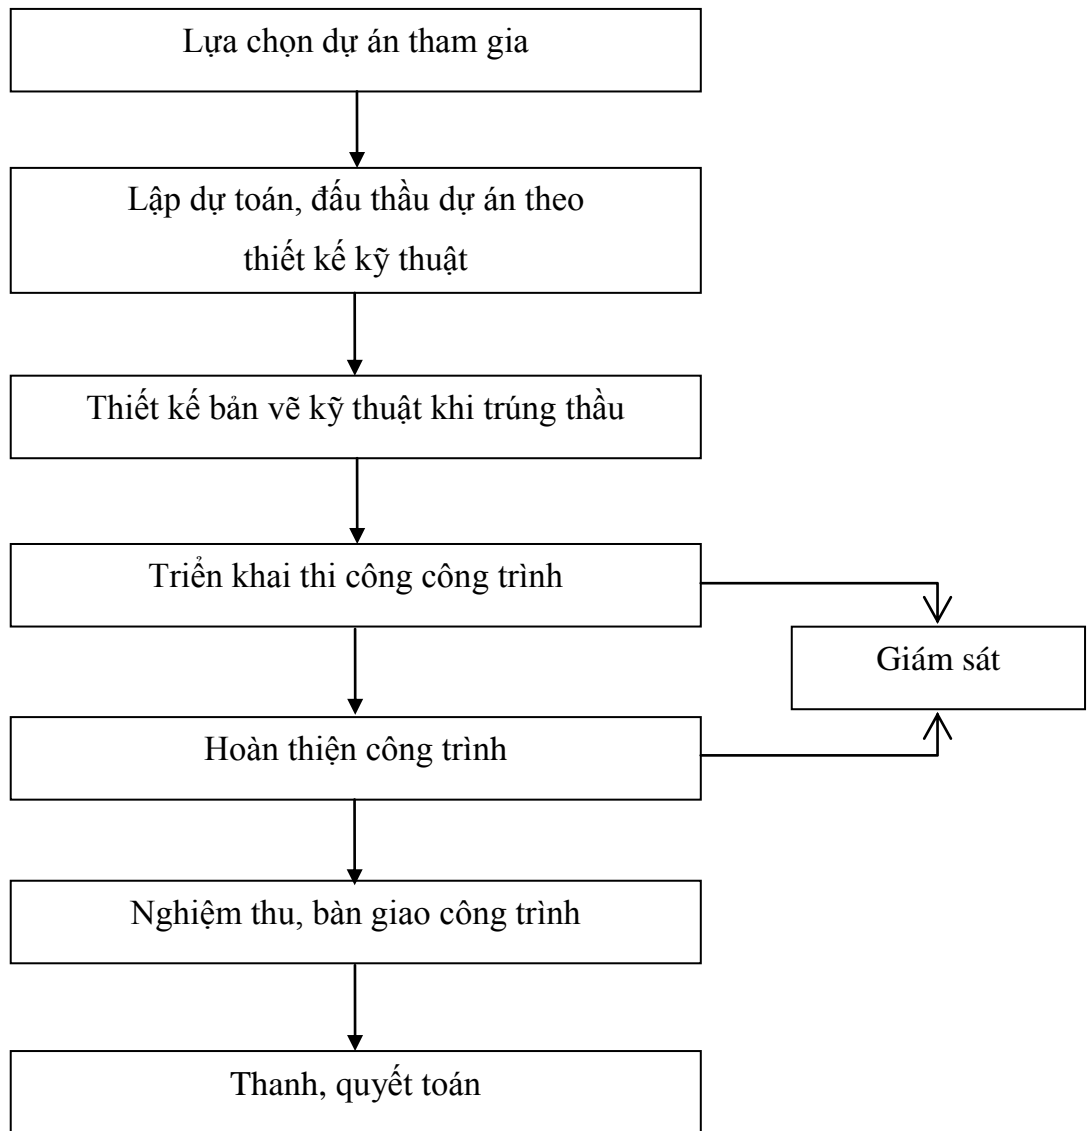 Lựa chọn dự án tham gia
Lập dự toán, đấu thầu dự án theo
thiết kế kỹ thuật
Thiết kế bản vẽ kỹ thuật khi trúng thầu
Triển khai thi công công trình
Giám sát
Hoàn thiện công trình
Nghiệm thu, bàn giao công trình
Thanh, quyết toán